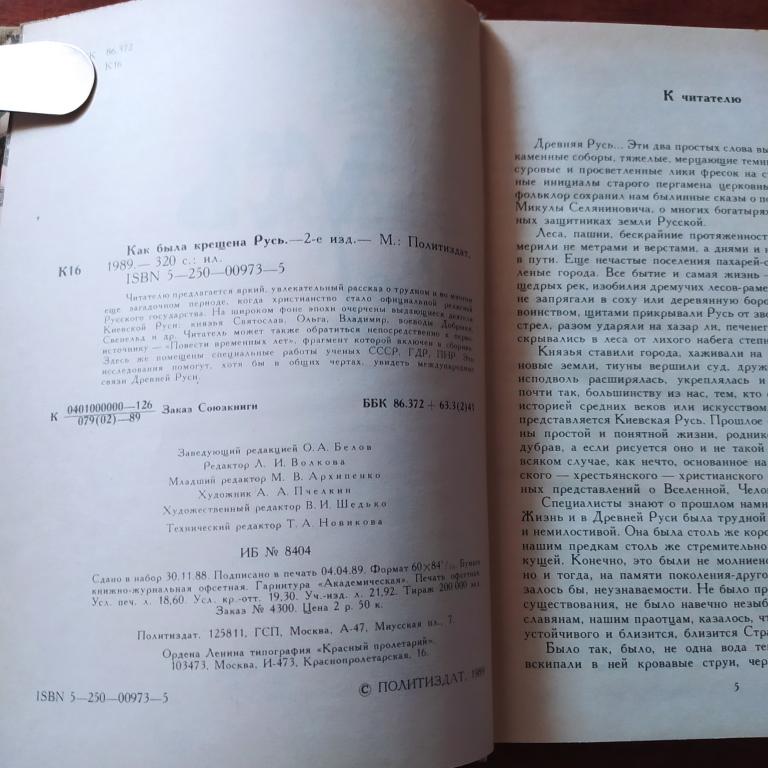 К 86.372
К16
Как была крещена Русь.—2-е изд.— М.: Политиздат,
К16
1989.— 320 с.: ил.
ISBN 5—250—00973—5
Читателю предлагается яркий, увлекательный рассказ о трудном и во многом
еще загадочном периоде, когда христианство стало официальной религией
Русского государства. На широком фоне эпохи очерчены выдающиеся деятели
Киевской Руси: князья Святослав, Ольга, Владимир, воеводы Добрыня,
Свенельд и др. Читатель может также обратиться непосредственно к перво-
источнику — «Повести временных лет», фрагмент которой включен в сборник.
Здесь же помещены специальные работы ученых СССР, ГДР, ПНР. Эти
исследования помогут, хотя бы в общих чертах, увидеть международные
связи Древней Руси.
К 0401000000—126
079(02)—89
Заказ Союзкниги
ББК 86.372 + 63.3(2)41
Заведующий редакцией О. А. Белов
Редактор Л. И. Волкова
Младший редактор М. В. Архипенко
Художник А. А. Пчелкин
Художественный редактор В. И. Шедько
Технический редактор Т. А. Новикова
ИБ № 8404
Сдано в набор 30.11.88. Подписано в печать 04.04.89. Формат 60×84 1/16. Бумага
книжно-журнальная офсетная. Гарнитура «Академическая». Печать офсетная.
Усл. печ. л. 18,60. Усл. кр.-отт. 19,30. Уч.-изд. л. 21,92. Тираж 200 000 экз.
Заказ № 4300. Цена 2 р. 50 к.
Политиздат. 125811, ГСП, Москва, А-47, Миусская пл., 7.
Ордена Ленина типография «Красный пролетарий».
103473, Москва, И-473, Краснопролетарская, 16.
ISBN 5—250—00973—5
© ПОЛИТИЗДАТ, 1989
К читателю
Древняя Русь... Эти два простых слова вы
каменные соборы, тяжелые, мерцающие темн
суровые и просветленные лики фресок на ст
ные инициалы старого пергамена церковны
фольклор сохранил нам былинные сказы о по
Микулы Селяниновича, о многих богатырях
ных защитниках земли Русской.
Леса, пашни, бескрайние протяженност
мерили не метрами и верстами, а днями и н
в пути. Еще нечастые поселения пахарей-с
леные города. Все бытие и самая жизнь —
щедрых рек, изобилия дремучих лесов-раме
не запрягали в соху или деревянную боро
воинством, щитами прикрывали Русь от зво
стрел, разом ударяли на хазар ли, печенег
скрывались в леса от лихого набега степн
Князья ставили города, хаживали на
новые земли, тиуны вершили суд, друж
исподволь расширялась, укреплялась и
почти так, большинству из нас, тем, кто с
историей средних веков или искусством,
представляется Киевская Русь. Прошлое
ны простой и понятной жизни, родник
дубрав, а если рисуется оно и не такой
всяком случае, как нечто, основанное на
ского — хрестьянского — христианского
ных представлений о Вселенной, Чело
Специалисты знают о прошлом намн
Жизнь и в Древней Руси была трудной
и немилостивой. Она была столь же коро
нашим предкам столь же стремительно
кущей. Конечно, это были не молниено
но и тогда, на памяти поколения-друго
залось бы, неузнаваемости. Не было пр
существования, не было навечно незыб
славянам, нашим праотцам, казалось, чт
устойчивого и близится, близится Стра
Было так, было, не одна вода те
вскипали в ней кровавые струи, чер
5